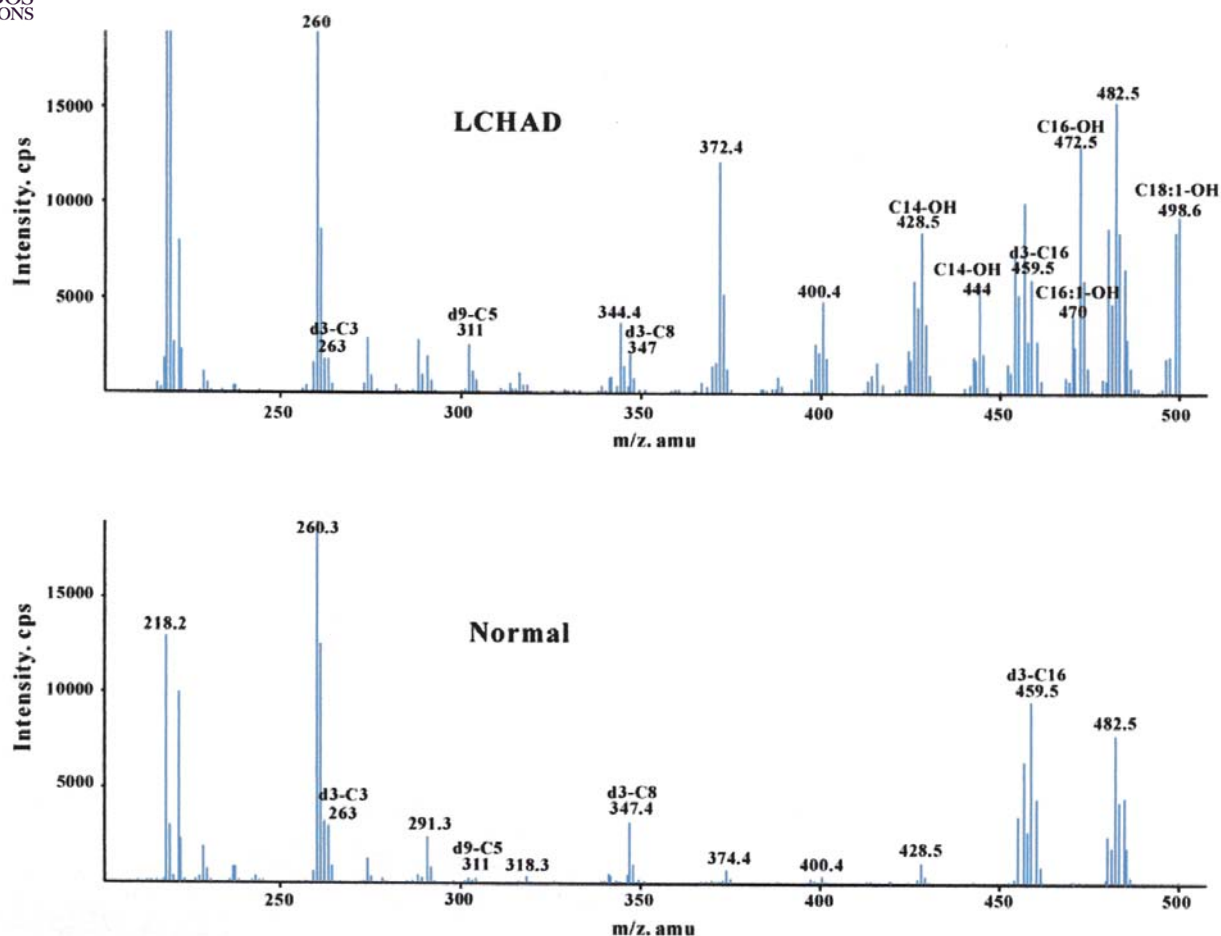 ONS
260
15000
10000
5000
Intensity. cps
LCHAD
d3-C3
263
d9-C5
311
344.4
d3-C8
347
372.4
400.4
C14-OH
428.5
C14-OH
444
d3-C16
459.5
C16-OH
472.5
C16:1-OH
470
482.5
C18:1-OH
498.6
250
300
350
400
450
500
m/z. amu
260.3
15000
10000
5000
Intensity. cps
218.2
Normal
d3-C3
263
291.3
d9-C5
311
318.3
d3-C8
347.4
374.4
400.4
428.5
d3-C16
459.5
482.5
250
300
350
400
450
500
m/z. amu